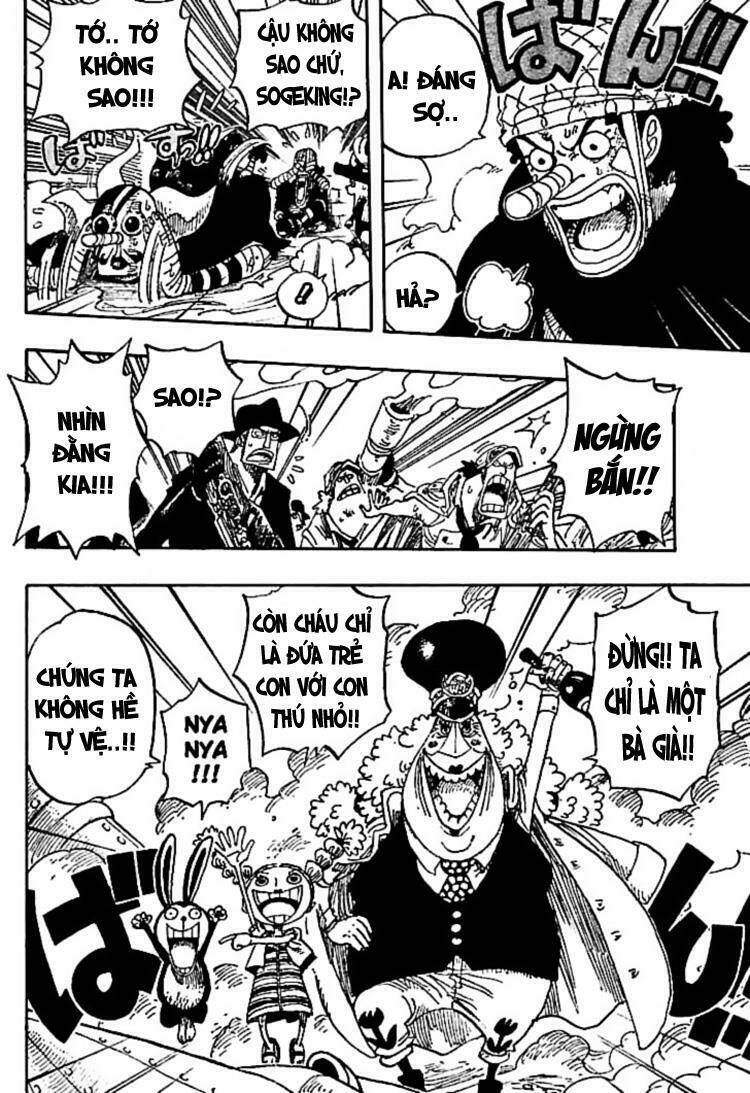 ばん!!
A! ĐÁNG
SỢ..
HẢ?
CẬU KHÔNG
SAO CHỨ,
SOGEKING!?
TỚ.. TỚ
KHÔNG
SAO!!!
!
NGỪNG
BẮN!!
SAO!?
NHÌN
ĐẰNG
KIA!!!
ĐỪNG!! TA
CHỈ LÀ MỘT
BÀ GIÀ!!
CÒN CHÁU CHỈ
LÀ ĐỨA TRẺ
CON VỚI CON
THÚ NHỎ!!
NYA
NYA
!!!
CHÚNG TA
KHÔNG HỀ
TỰ VỆ..!!
ばん!!